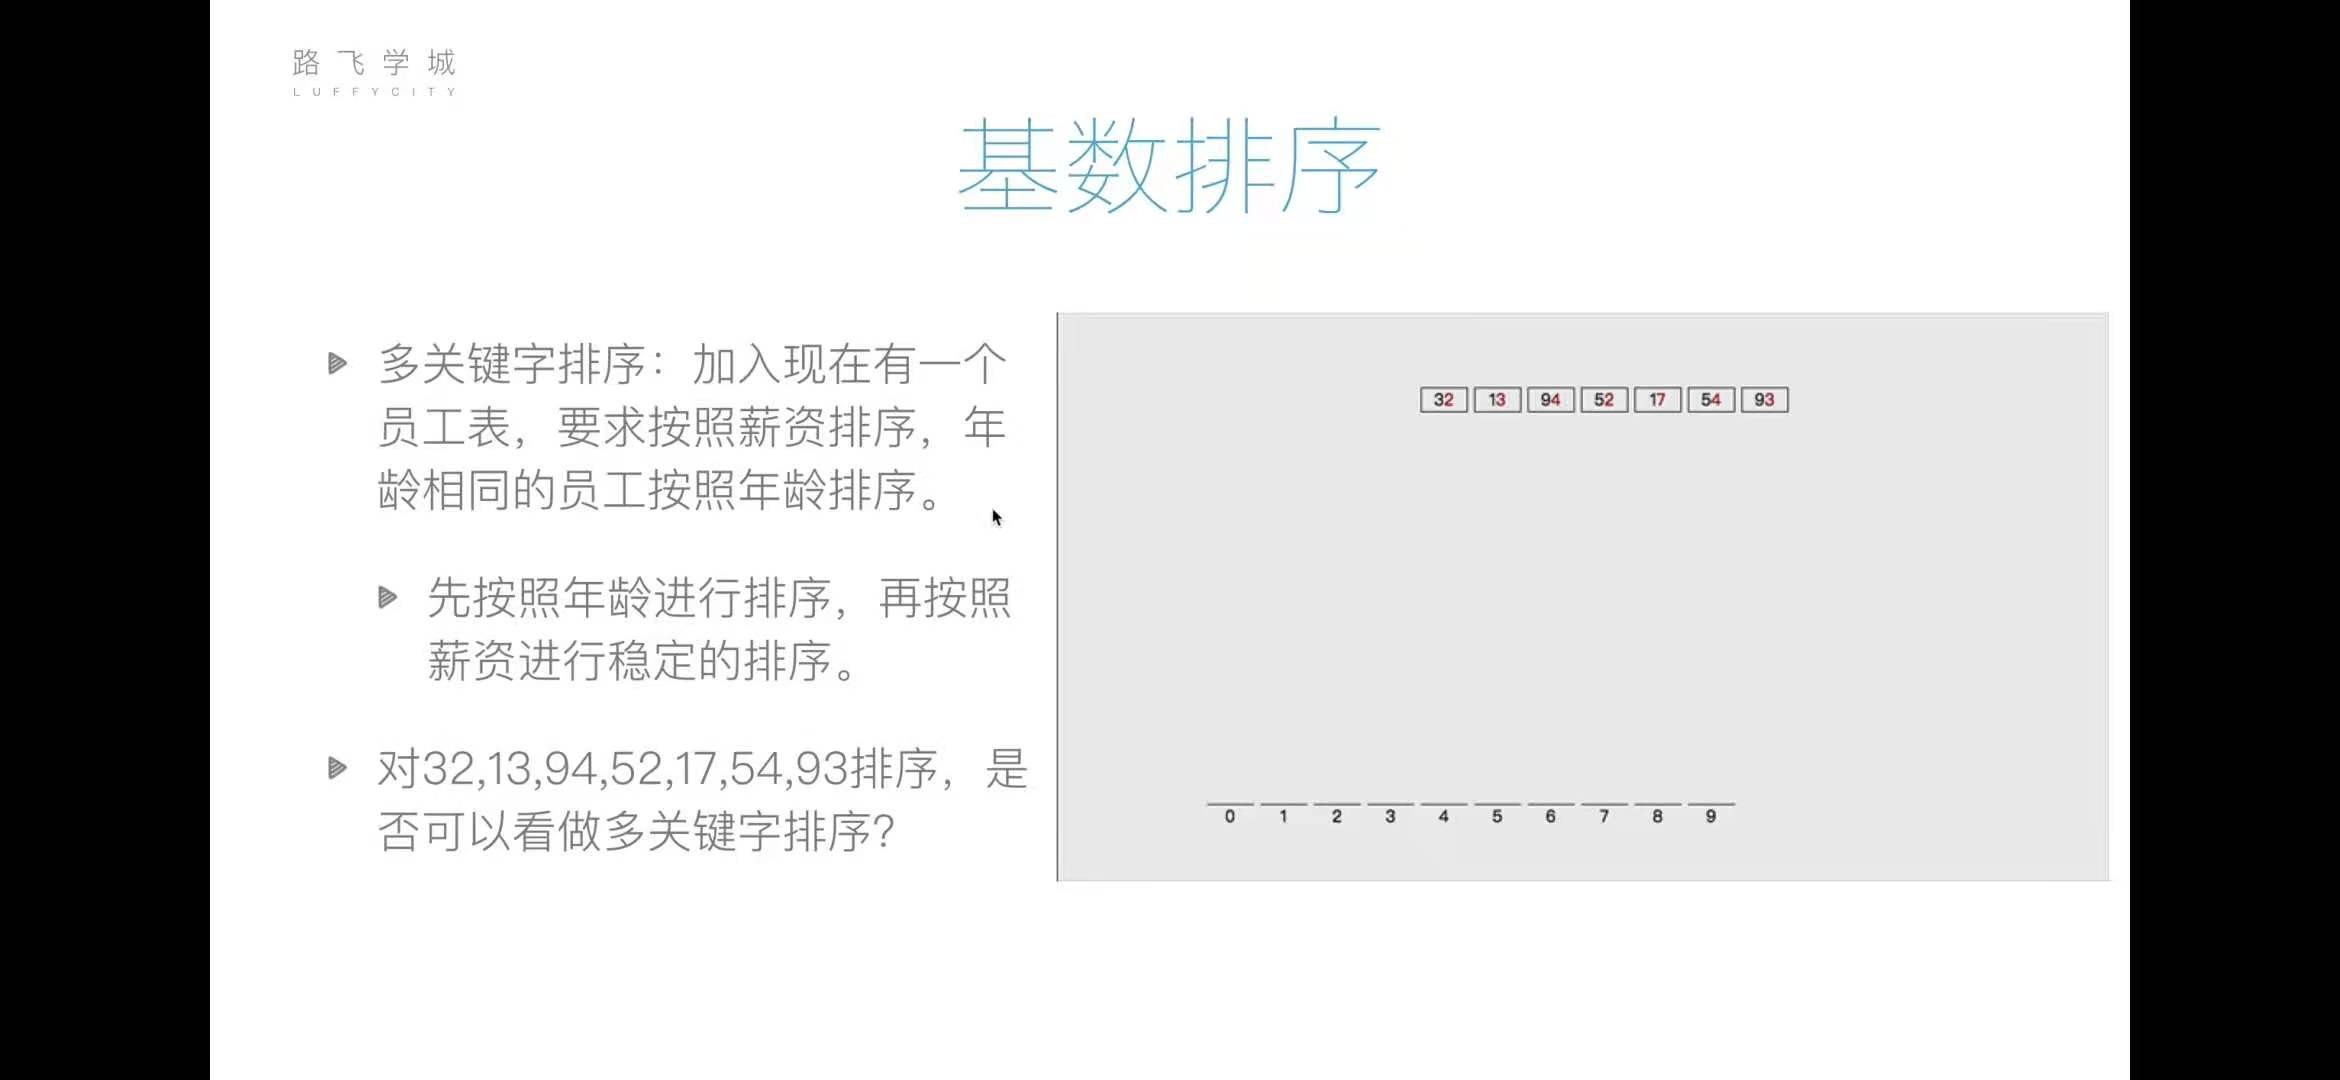 路飞学城
LUFFYCITY
基数排序
多关键字排序：加入现在有一个
员工表，要求按照薪资排序，年
龄相同的员工按照年龄排序。
先按照年龄进行排序，再按照
薪资进行稳定的排序。
对32,13,94,52,17,54,93排序，是
否可以看做多关键字排序？
32 13 94 52 17 54 93
0 1 2 3 4 5 6 7 8 9